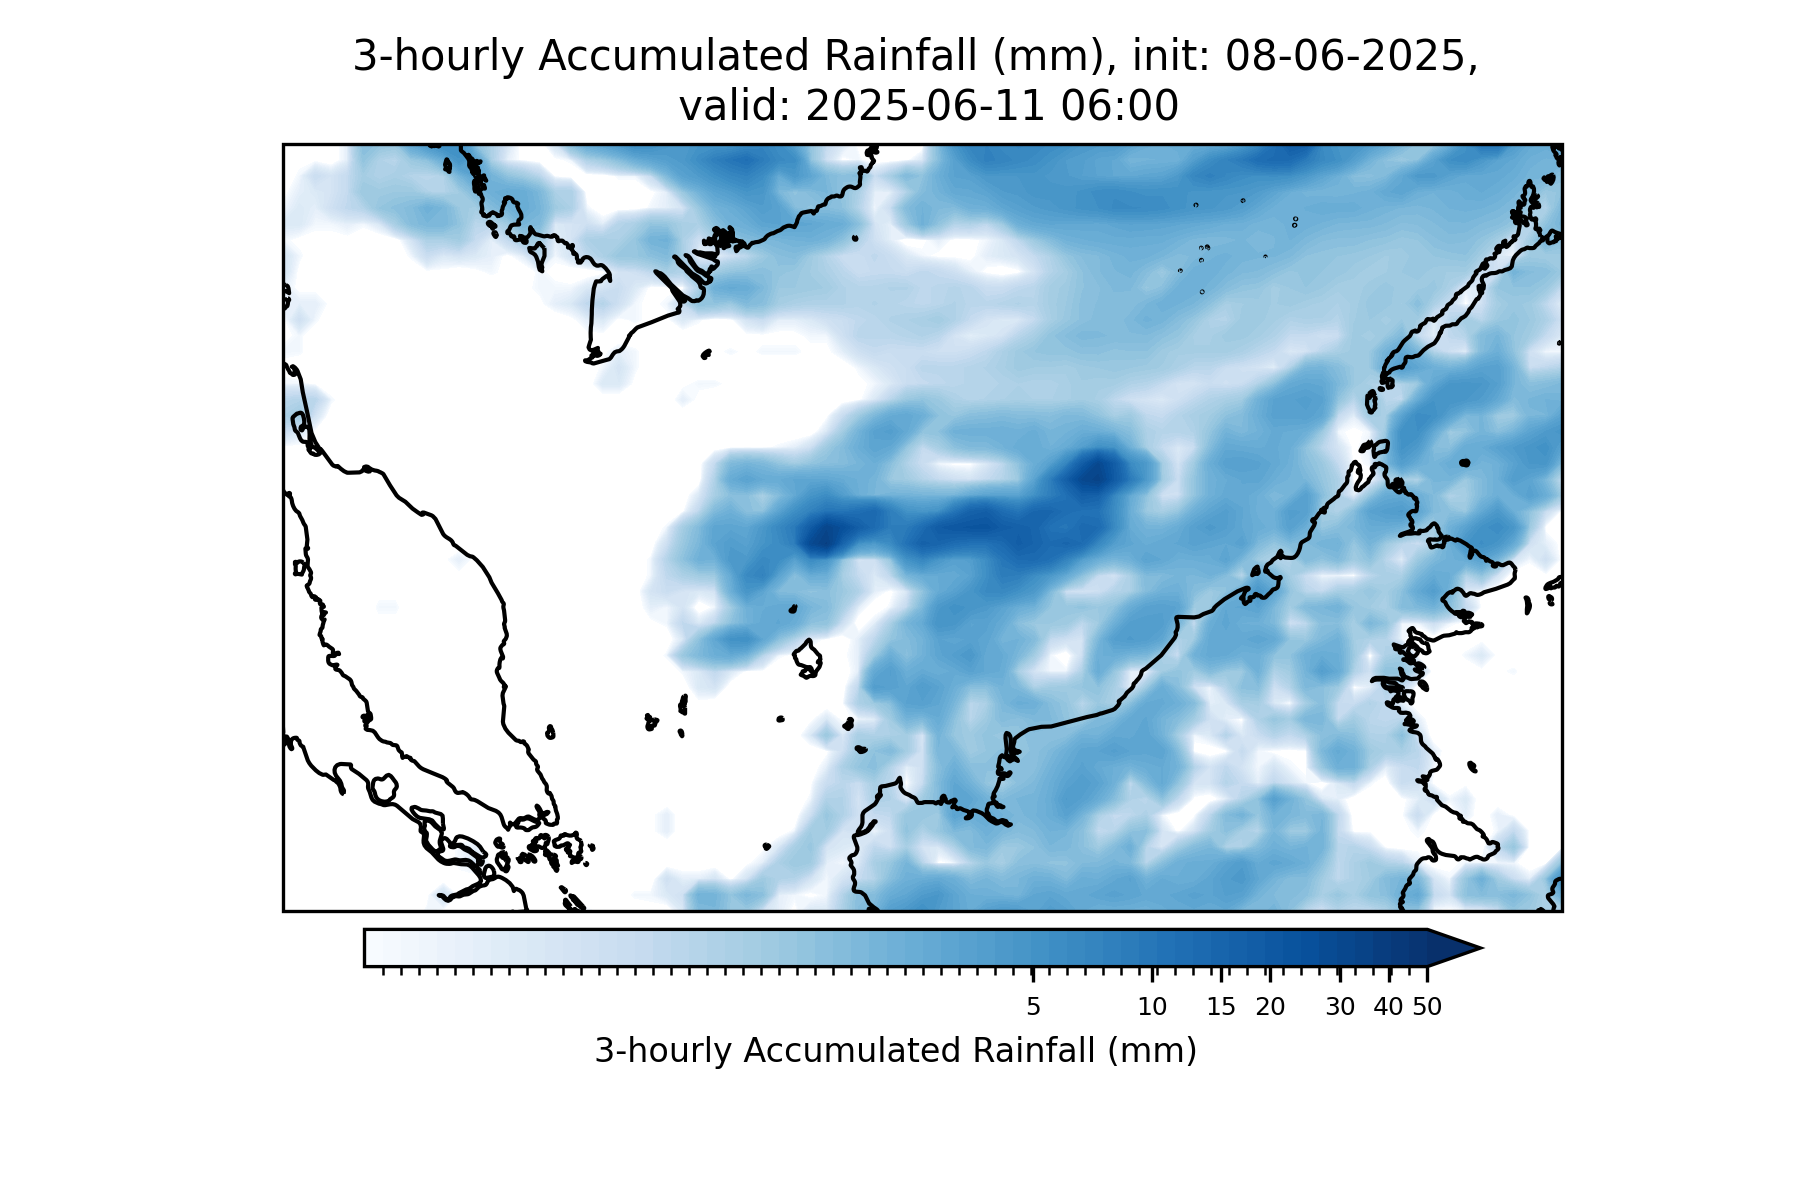 3-hourly Accumulated Rainfall (mm), init: 08-06-2025,
valid: 2025-06-11 06:00
5 10 15 20 30 40 50
3-hourly Accumulated Rainfall (mm)